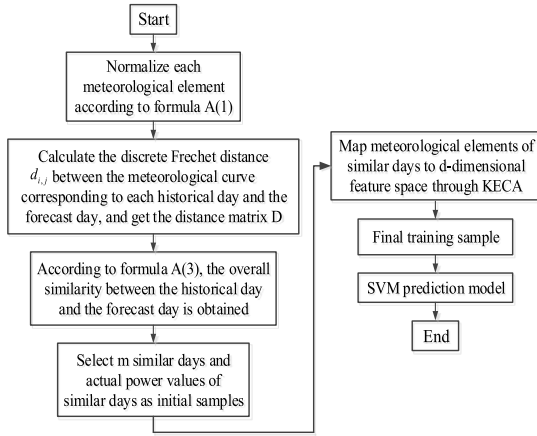 Start
Normalize each
meteorological element
according to formula A(1)
Calculate the discrete Frechet distance
d_{i,j} between the meteorological curve
corresponding to each historical day and the
forecast day, and get the distance matrix D
According to formula A(3), the overall
similarity between the historical day
and the forecast day is obtained
Select m similar days and
actual power values of
similar days as initial samples
Map meteorological elements of
similar days to d-dimensional
feature space through KECA
Final training sample
SVM prediction model
End